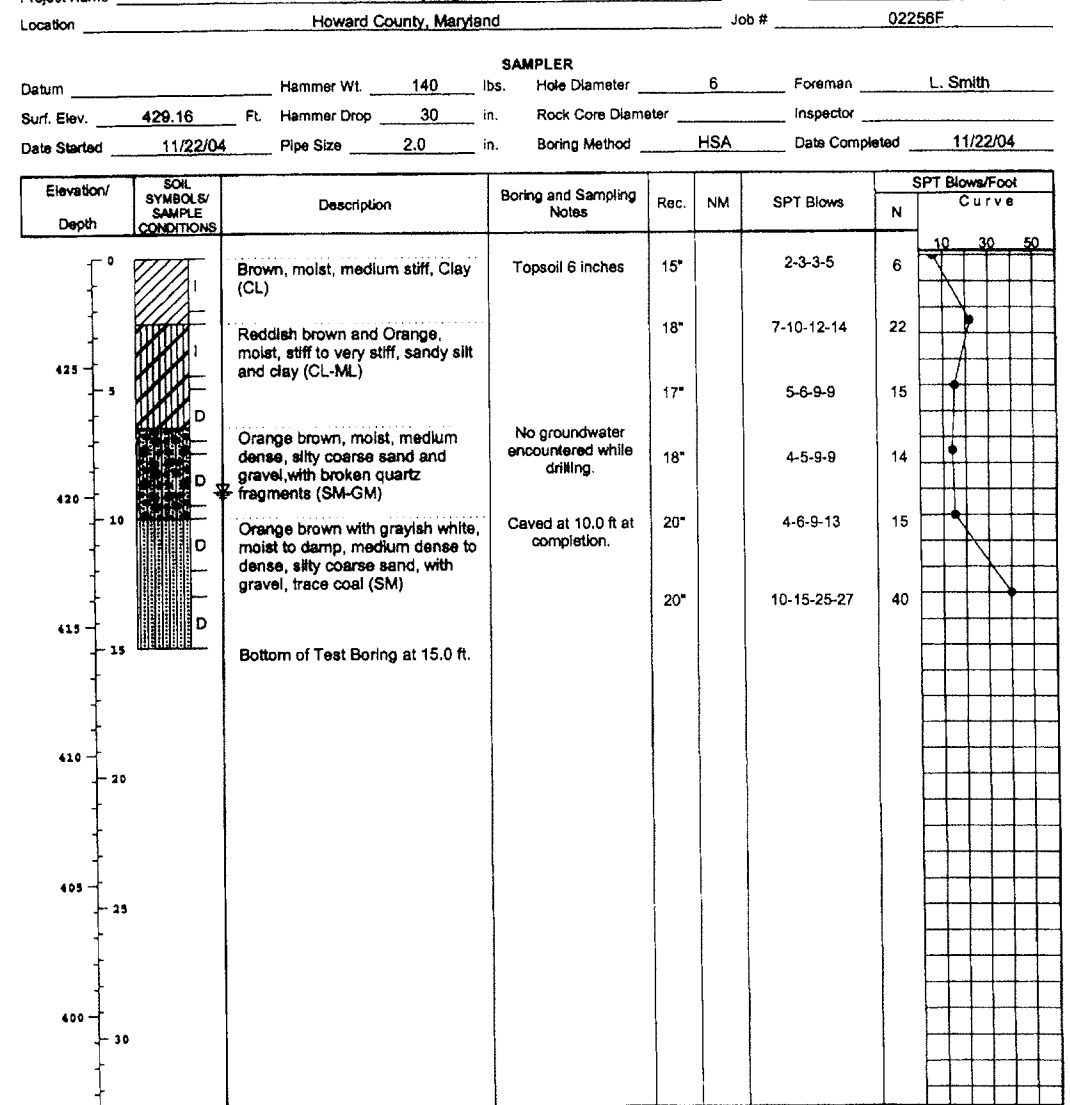 Location Howard County, Maryland Job # 02256F
SAMPLER
Datum Hammer Wt. 140 lbs. Hole Diameter 6 Foreman L. Smith
Surf. Elev. 429.16 Ft. Hammer Drop 30 in. Rock Core Diameter Inspector
Date Started 11/22/04 Pipe Size 2.0 in. Boring Method HSA Date Completed 11/22/04
Elevation/
Depth
SOIL
SYMBOLS/
SAMPLE
CONDITIONS
Description
Boring and Sampling
Notes
Rec.
NM
SPT Blows
SPT Blows/Foot
N
Curve
10 30 50
0
Brown, moist, medium stiff, Clay
(CL)
Topsoil 6 inches
15"
2-3-3-5
6
I
Reddish brown and Orange,
moist, stiff to very stiff, sandy silt
and clay (CL-ML)
18"
7-10-12-14
22
I
425
5
17"
5-6-9-9
15
D
Orange brown, moist, medium
dense, silty coarse sand and
gravel,with broken quartz
fragments (SM-GM)
No groundwater
encountered while
drilling.
18"
4-5-9-9
14
D
420
10
Orange brown with grayish white,
moist to damp, medium dense to
dense, silty coarse sand, with
gravel, trace coal (SM)
Caved at 10.0 ft at
completion.
20"
4-6-9-13
15
D
20"
10-15-25-27
40
D
415
15
Bottom of Test Boring at 15.0 ft.
410
20
405
25
400
30